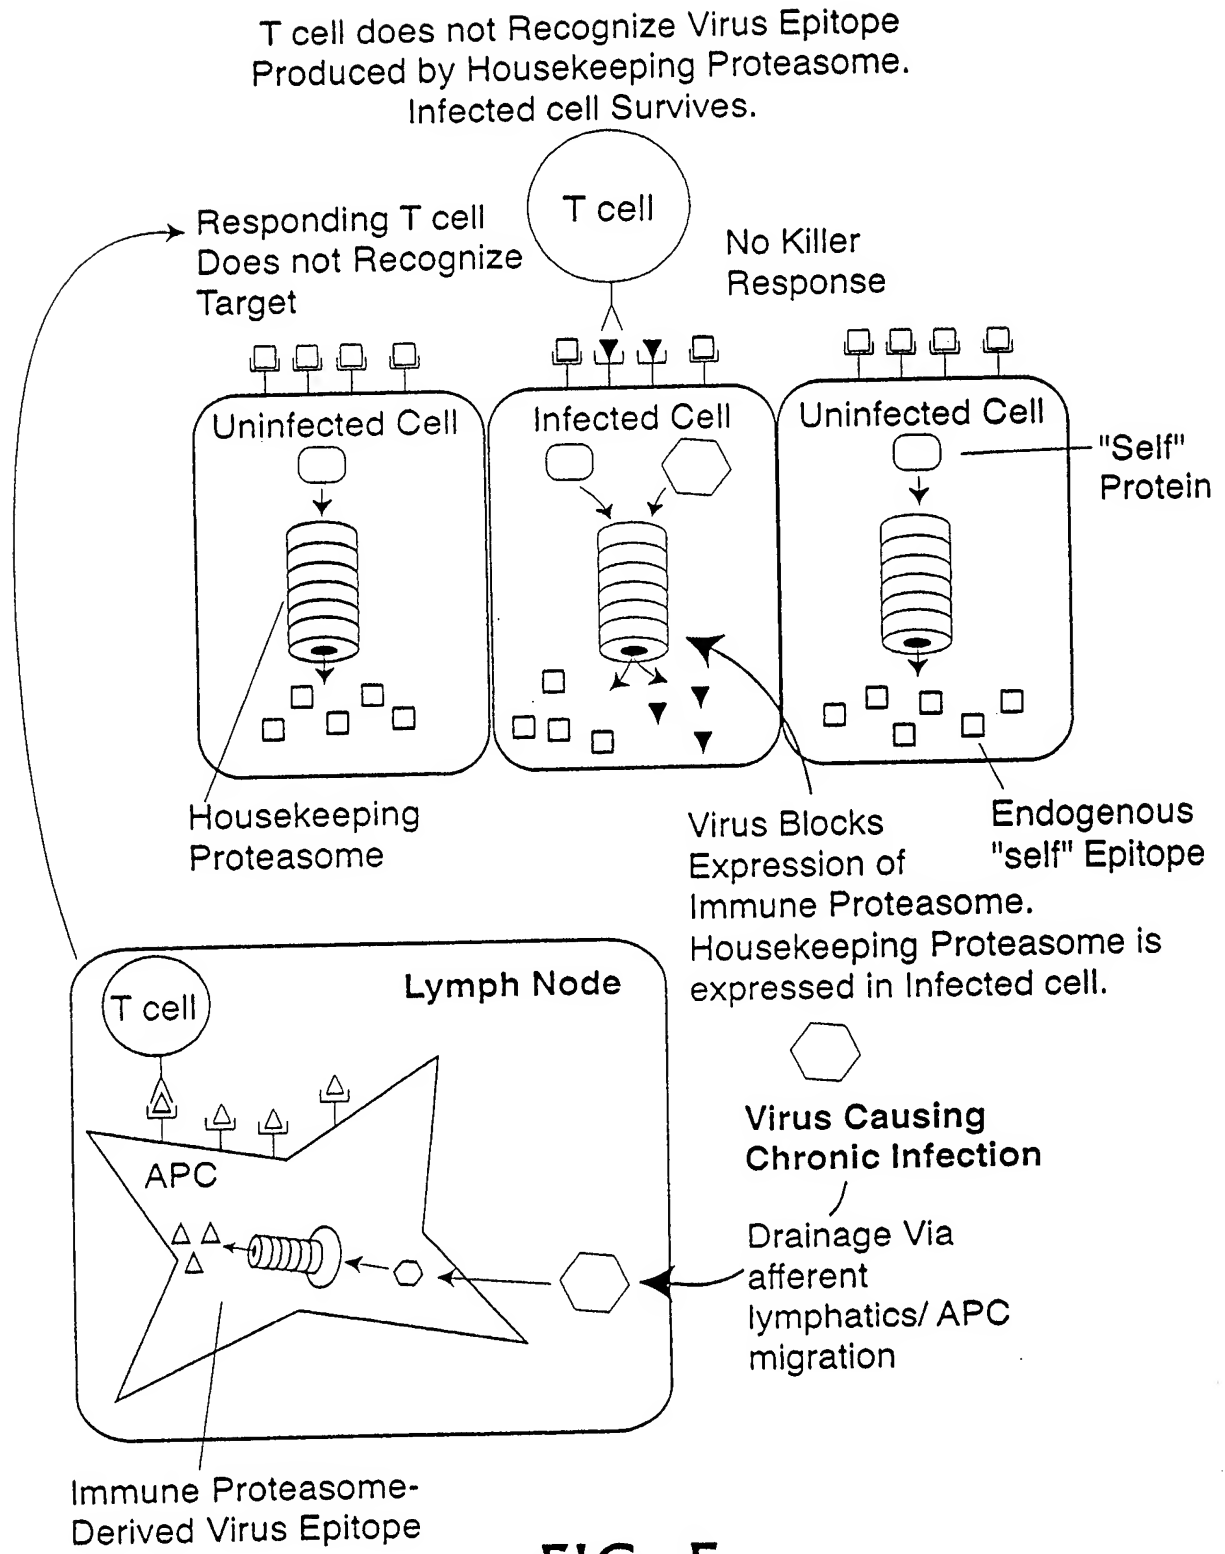 T cell does not Recognize Virus Epitope
Produced by Housekeeping Proteasome.
Infected cell Survives.
T cell
Responding T cell
Does not Recognize
Target
No Killer
Response
Uninfected Cell
Infected Cell
Uninfected Cell
"Self"
Protein
Housekeeping
Proteasome
Virus Blocks
Expression of
Immune Proteasome.
Housekeeping Proteasome is
expressed in Infected cell.
Endogenous
"self" Epitope
Lymph Node
T cell
APC
Virus Causing
Chronic Infection
Drainage Via
afferent
lymphatics/ APC
migration
Immune Proteasome-
Derived Virus Epitope